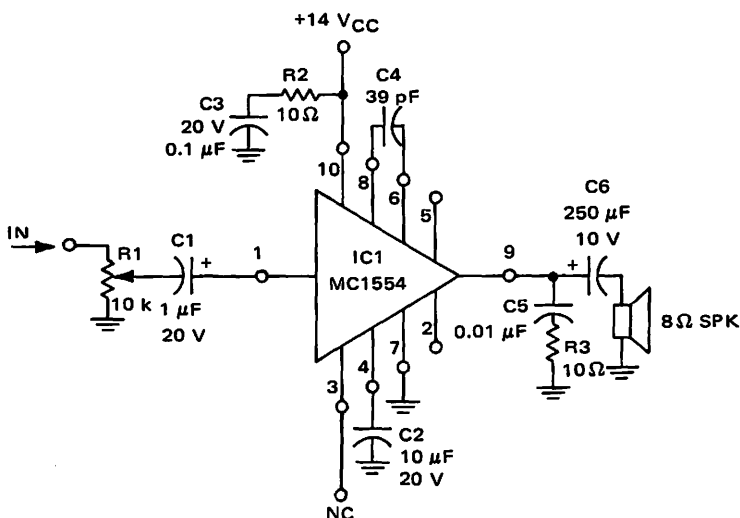 +14 VCC
R2
10Ω
C3
20 V
0.1 μF
C4
39 pF
10
8
6
5
IN
R1
10 k
C1
+
1 μF
20 V
1
IC1
MC1554
9
C6
250 μF
10 V
+
C5
0.01 μF
R3
10Ω
8Ω SPK
2
7
4
3
C2
10 μF
20 V
NC